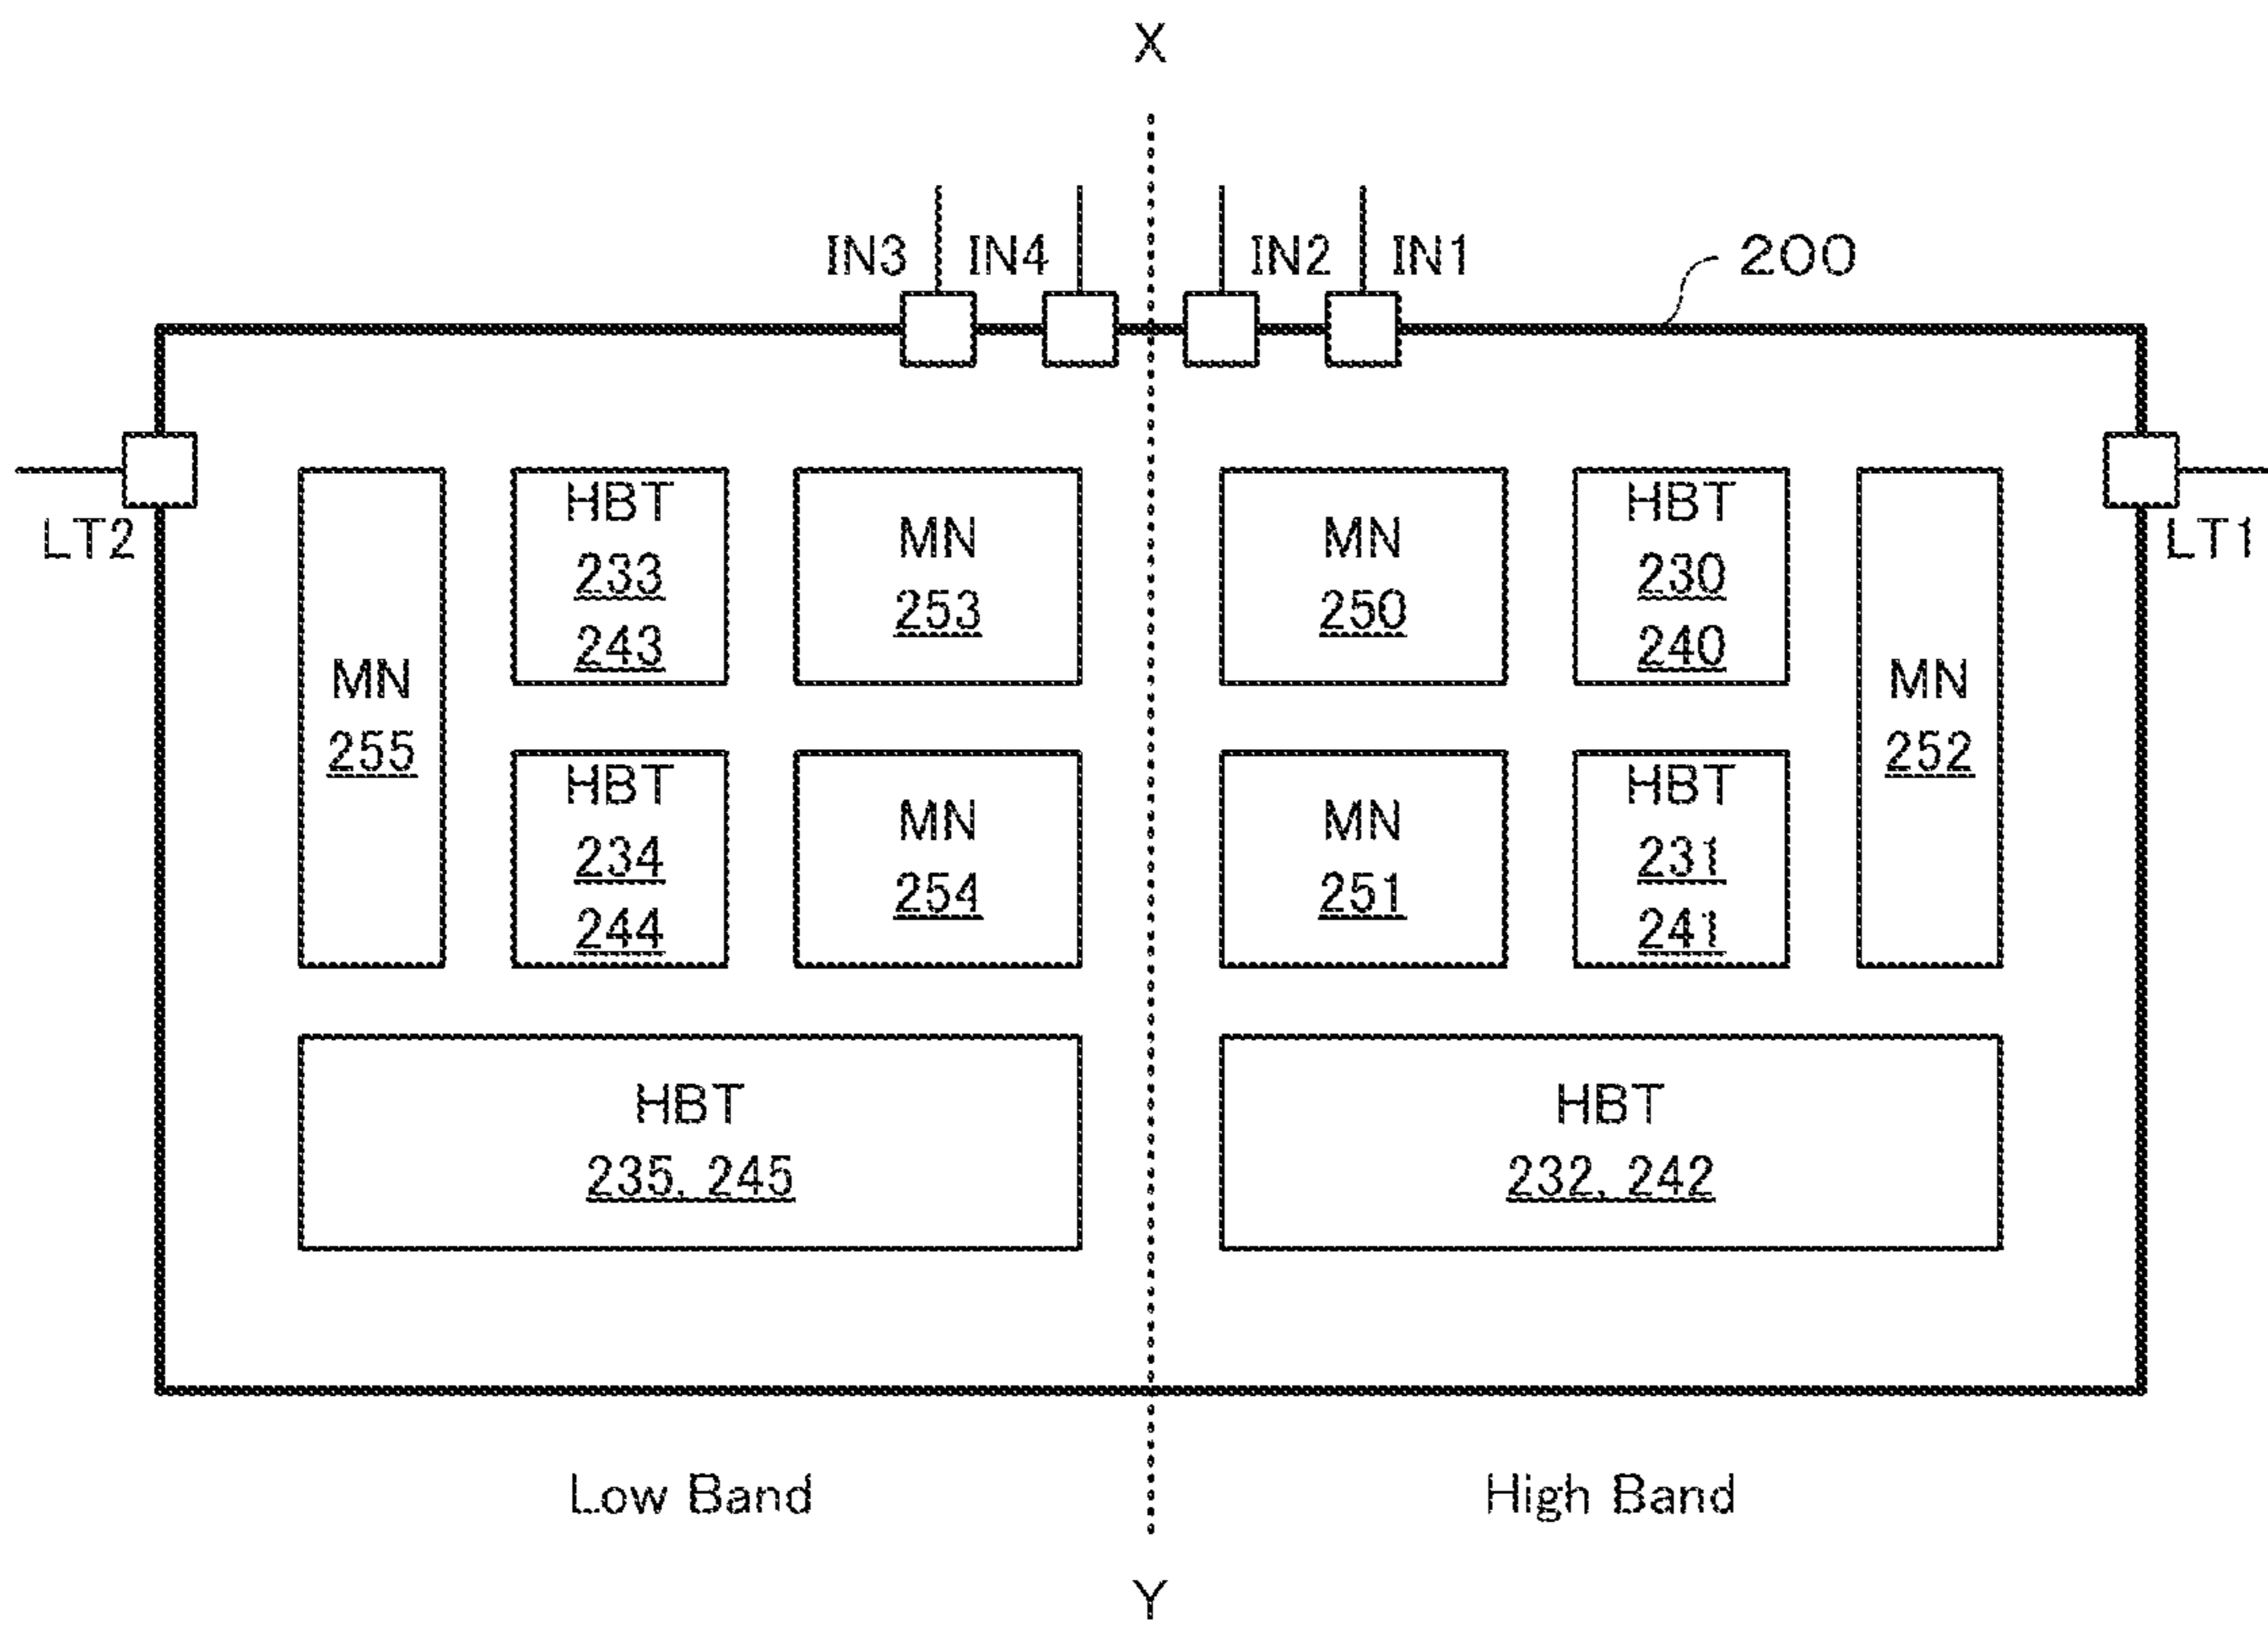 X
IN3 IN4 IN2 IN1 200
LT2 LT1
HBT
233
243
MN
253
MN
250
HBT
230
240
MN
255
MN
252
HBT
234
244
MN
254
MN
251
HBT
231
241
HBT
235, 245
HBT
232, 242
Low Band High Band
Y